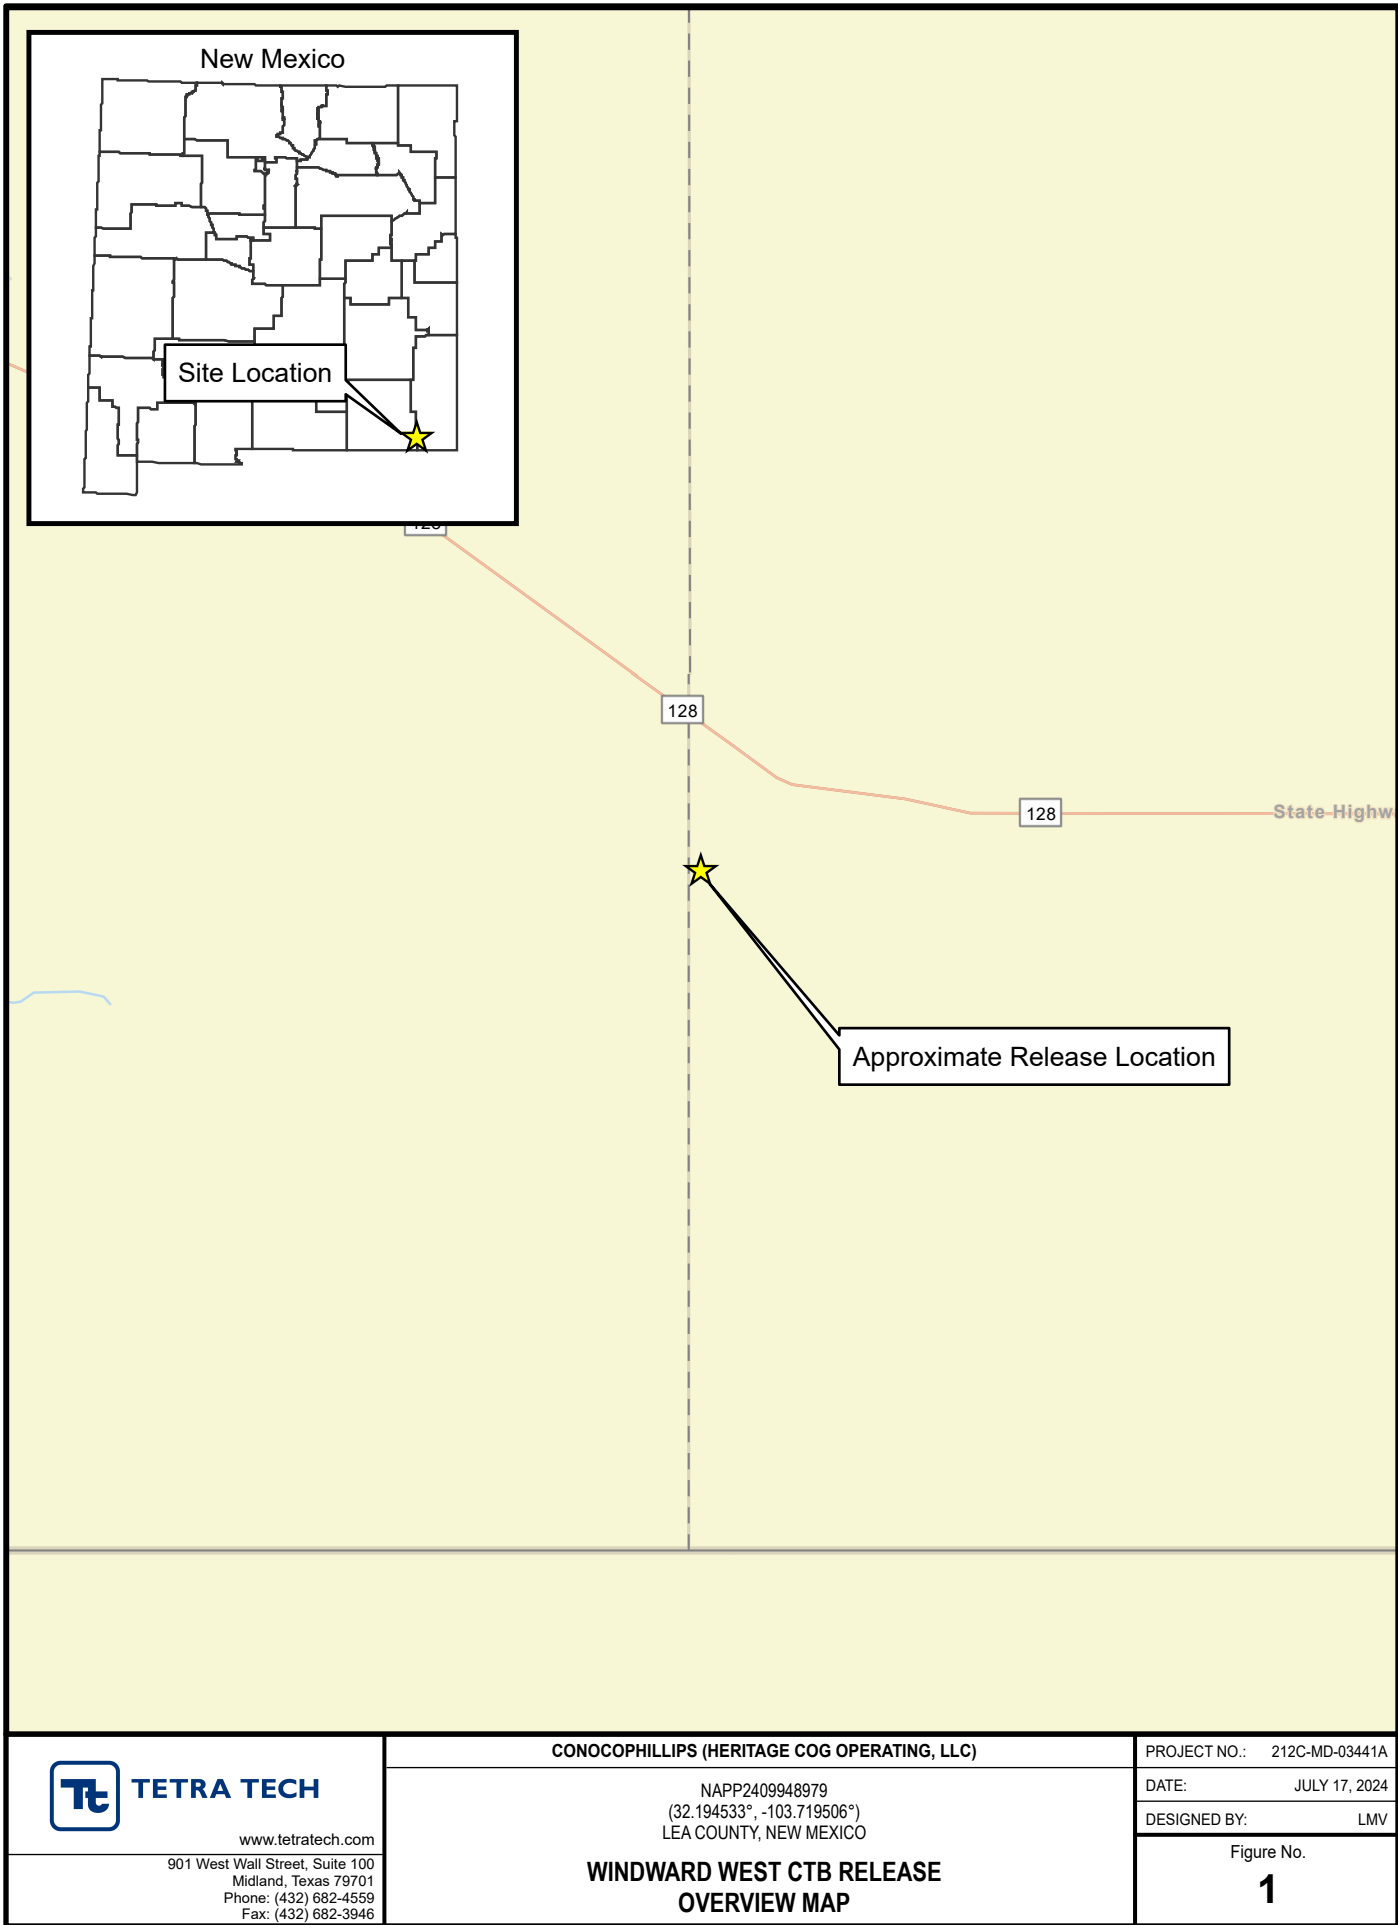 New Mexico
Site Location
128
128
State Highw
Approximate Release Location
Tt TETRA TECH
www.tetratech.com
901 West Wall Street, Suite 100
Midland, Texas 79701
Phone: (432) 682-4559
Fax: (432) 682-3946
CONOCOPHILLIPS (HERITAGE COG OPERATING, LLC)
NAPP2409948979
(32.194533°, -103.719506°)
LEA COUNTY, NEW MEXICO
WINDWARD WEST CTB RELEASE
OVERVIEW MAP
PROJECT NO.: 212C-MD-03441A
DATE: JULY 17, 2024
DESIGNED BY: LMV
Figure No.
1